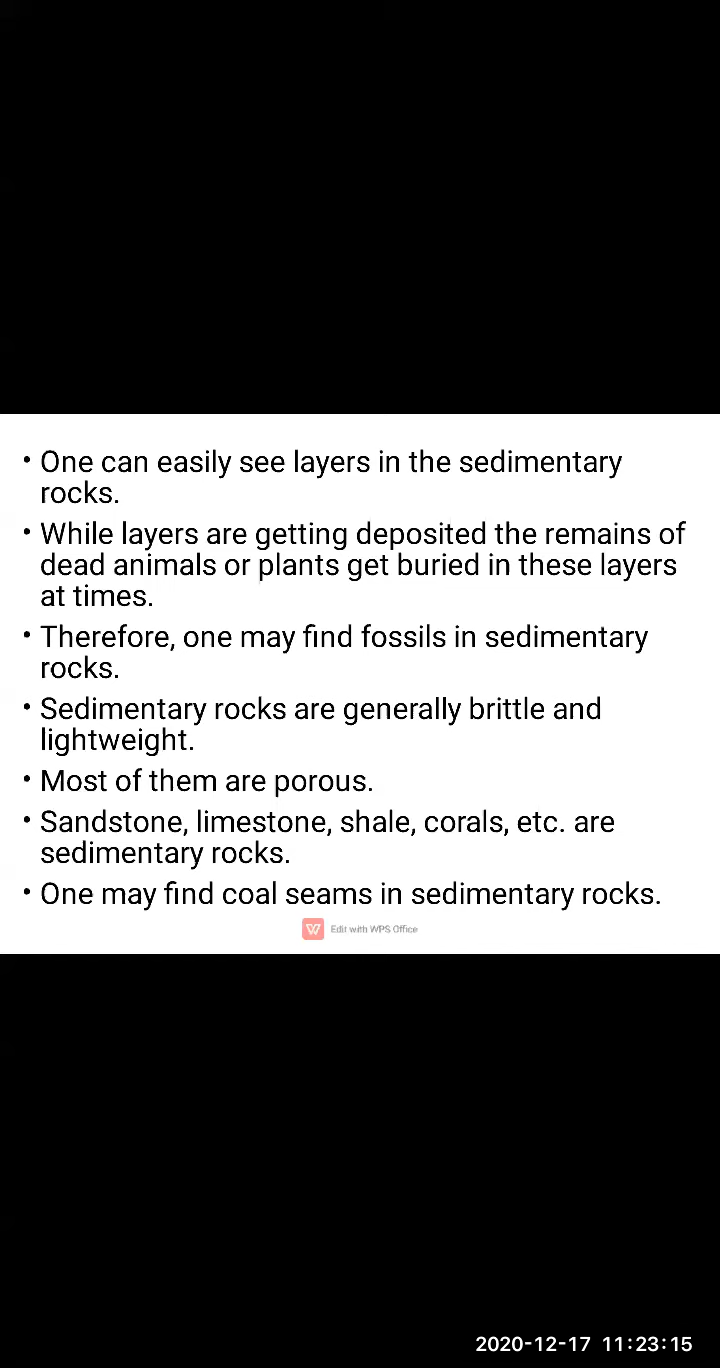 • One can easily see layers in the sedimentary
rocks.
• While layers are getting deposited the remains of
dead animals or plants get buried in these layers
at times.
• Therefore, one may find fossils in sedimentary
rocks.
• Sedimentary rocks are generally brittle and
lightweight.
• Most of them are porous.
• Sandstone, limestone, shale, corals, etc. are
sedimentary rocks.
• One may find coal seams in sedimentary rocks.
W Edit with WPS Office
2020-12-17 11:23:15